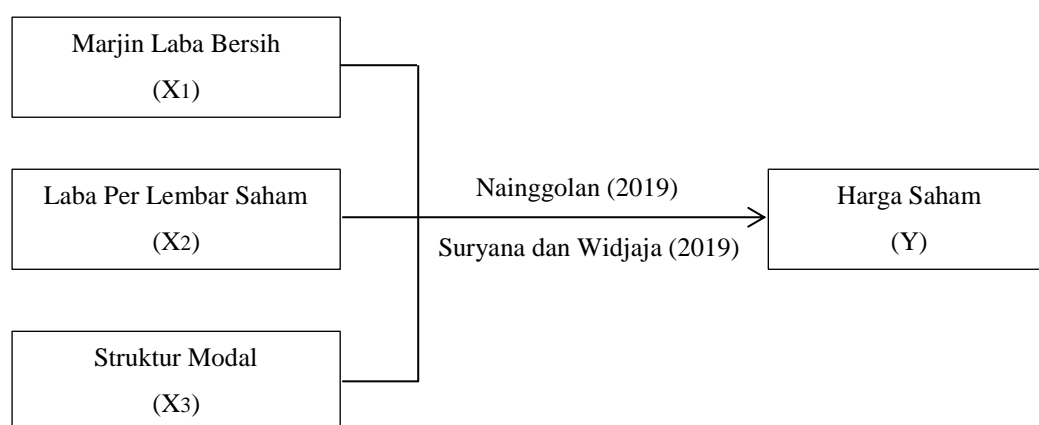 Marjin Laba Bersih
(X1)
Laba Per Lembar Saham
(X2)
Nainggolan (2019)
Suryana dan Widjaja (2019)
Harga Saham
(Y)
Struktur Modal
(X3)